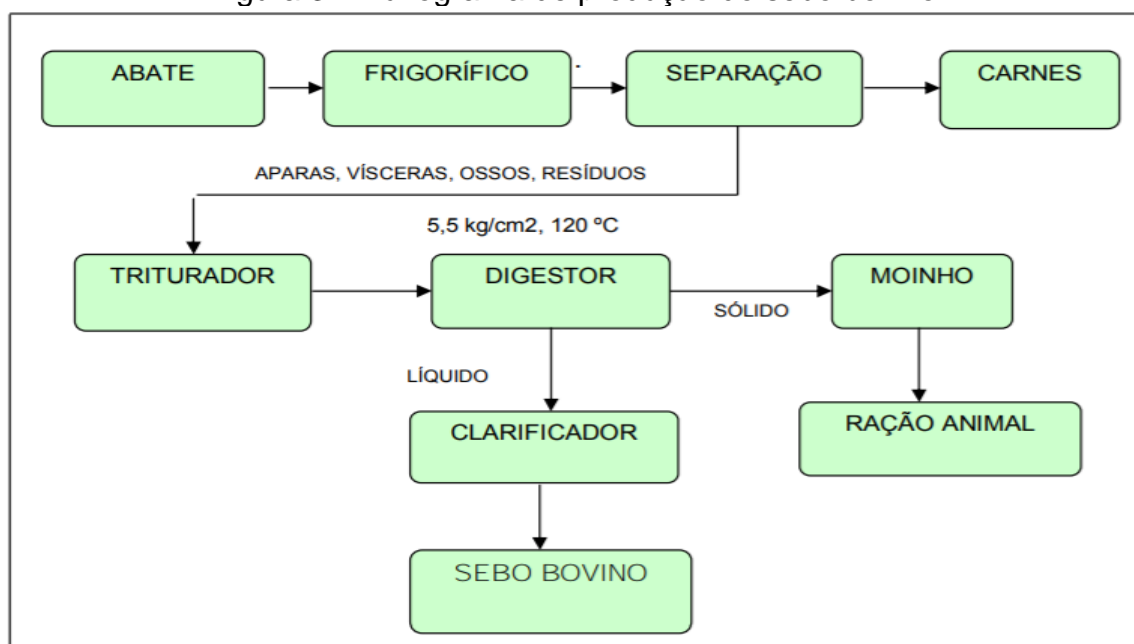 ABATE
FRIGORÍFICO
SEPARAÇÃO
CARNES
APARAS, VÍSCERAS, OSSOS, RESÍDUOS
5,5 kg/cm2, 120 ºC
TRITURADOR
DIGESTOR
MOINHO
SÓLIDO
LÍQUIDO
CLARIFICADOR
RAÇÃO ANIMAL
SEBO BOVINO